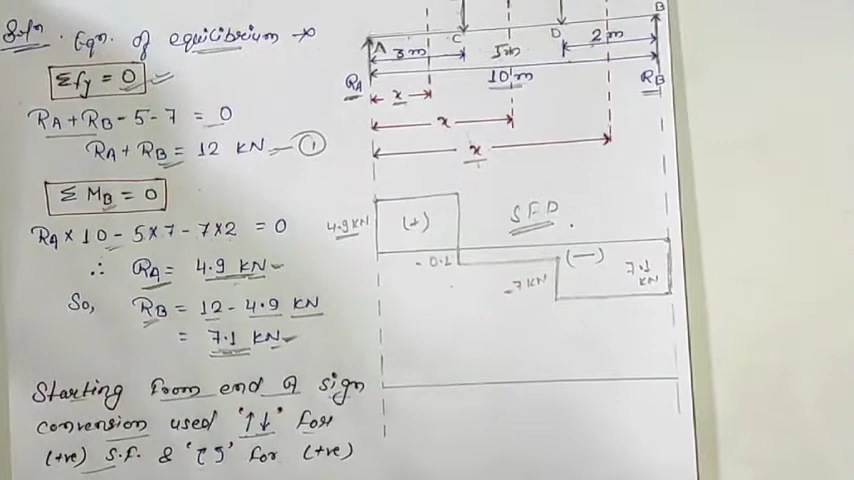 Soln. Eqn. of equilibrium →
Σfy = 0
RA + RB - 5 - 7 = 0
RA + RB = 12 KN — ①
Σ MB = 0
RA × 10 - 5×7 - 7×2 = 0
∴ RA = 4.9 KN
So, RB = 12 - 4.9 KN
= 7.1 KN
Starting from end A sign
convension used '↑↓' for
(+ve) S.F. & '↺↻' for (+ve)
A C D B
3m 5m 2m
RA 10m RB
x
x
x
4.9 KN (+) SFD
-0.1 (—) 7.1
-7KN KN